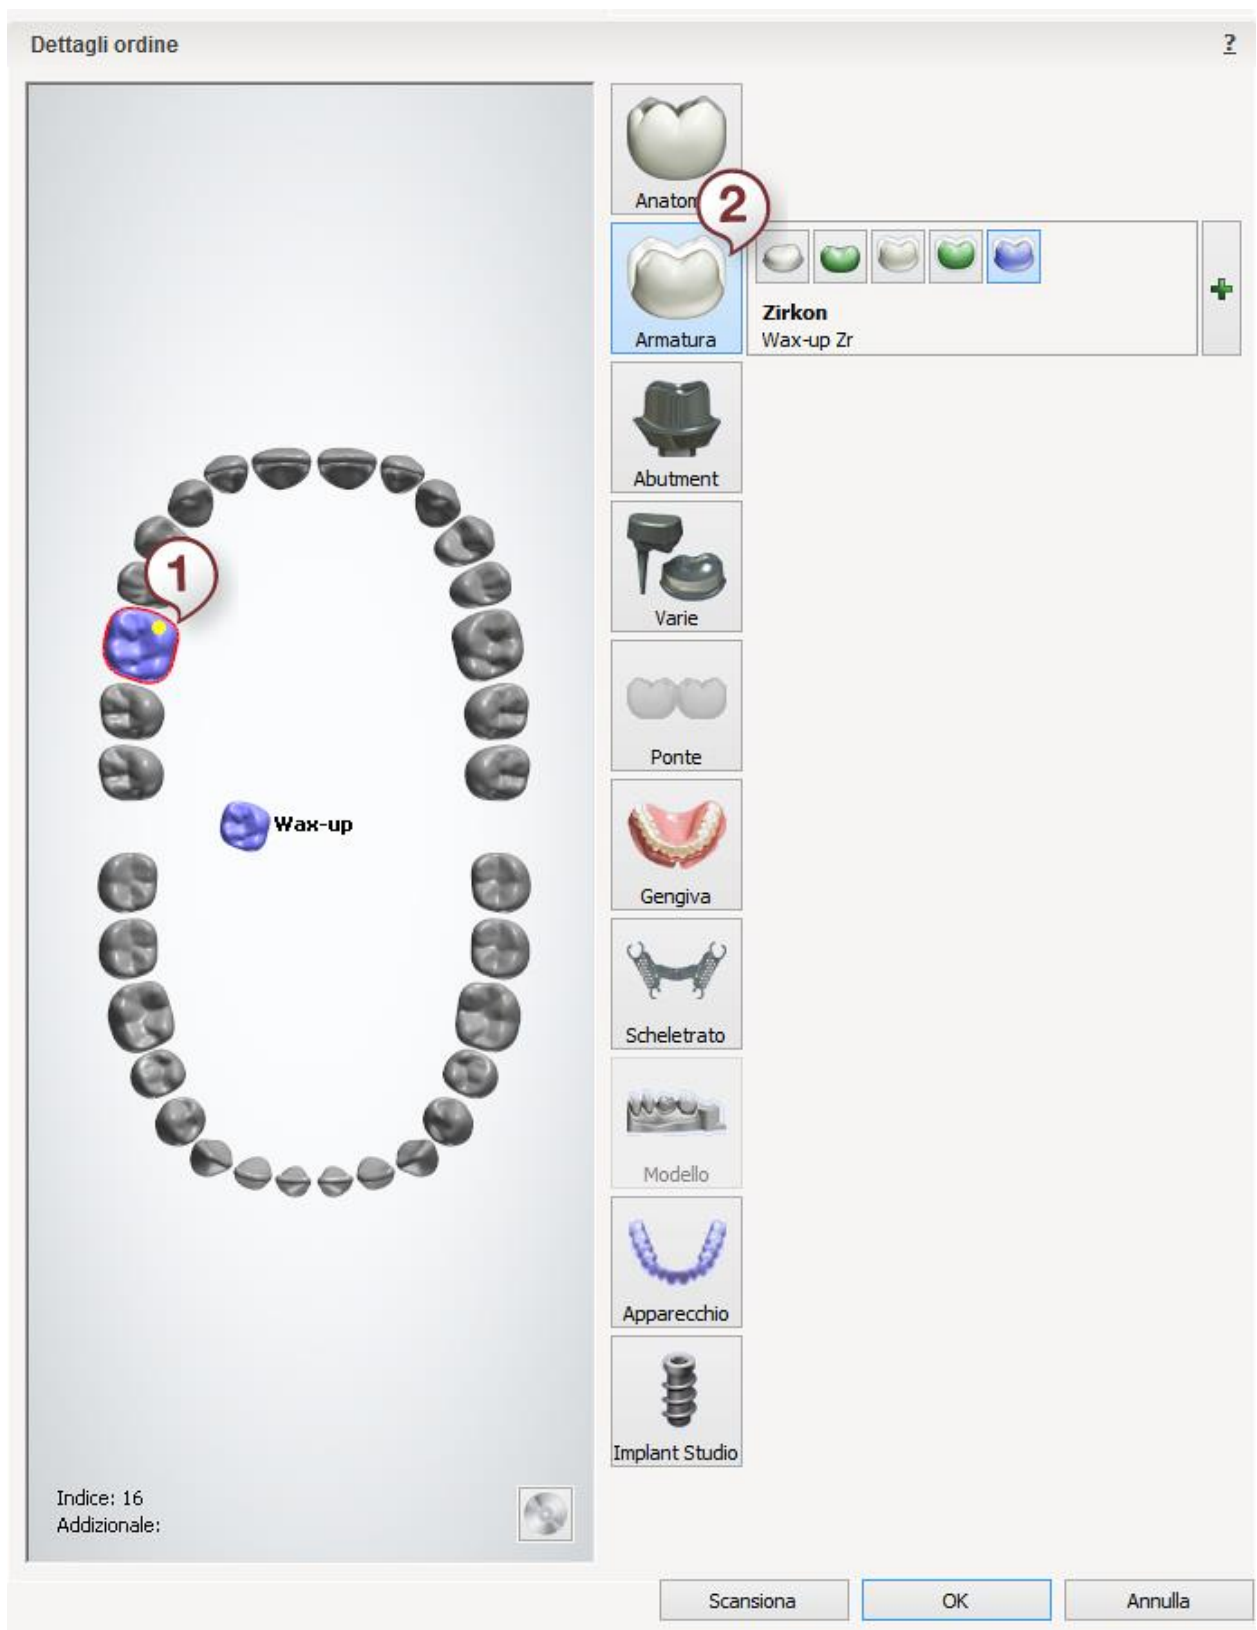 Dettagli ordine
?
2
Armatura
Zirkon
Wax-up Zr
Abutment
1
Varie
Ponte
Wax-up
Gengiva
Scheletrato
Modello
Apparecchio
Implant Studio
Indice: 16
Addizionale:
Scansiona
OK
Annulla